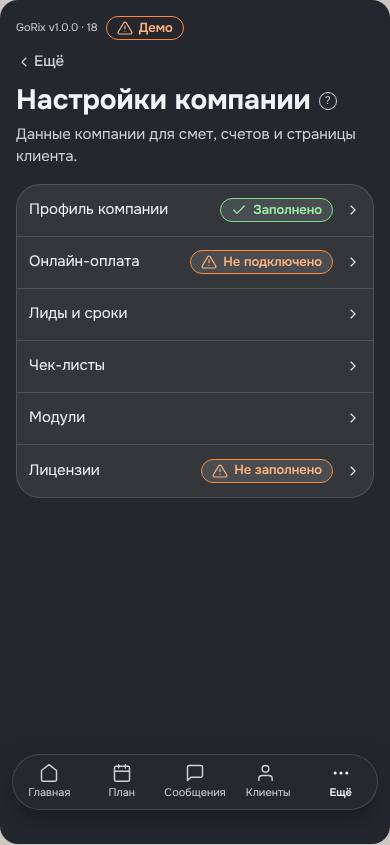 GoRix v1.0.0 · 18 Демо
Ещё
Настройки компании ?
Данные компании для смет, счетов и страницы
клиента.
Профиль компании Заполнено
Онлайн-оплата Не подключено
Лиды и сроки
Чек-листы
Модули
Лицензии Не заполнено
Главная План Сообщения Клиенты Ещё